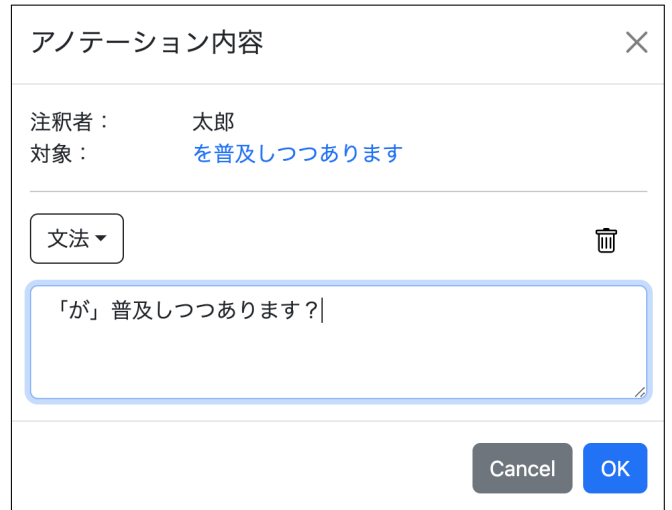 アノテーション内容
注釈者： 太郎
対象： を普及しつつあります
文法
「が」普及しつつあります？
Cancel OK